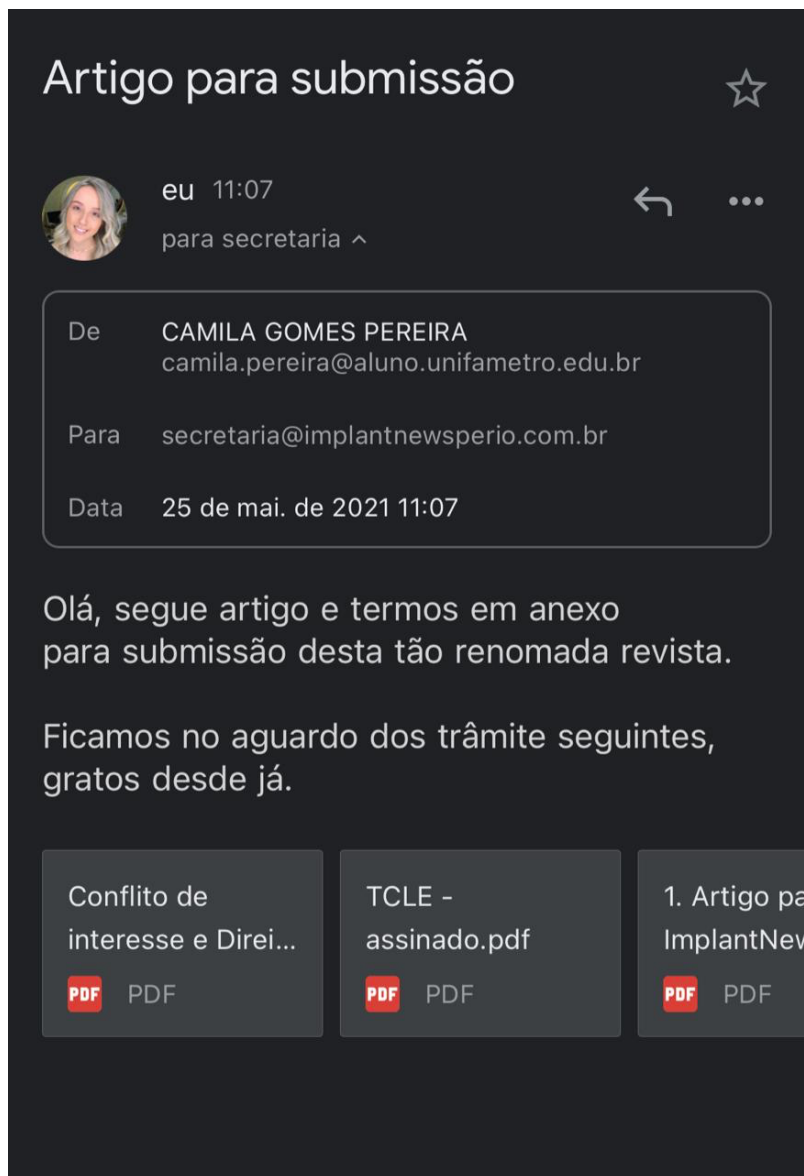 Artigo para submissão
eu 11:07
para secretaria
De CAMILA GOMES PEREIRA
camila.pereira@aluno.unifametro.edu.br
Para secretaria@implantnewsperio.com.br
Data 25 de mai. de 2021 11:07
Olá, segue artigo e termos em anexo
para submissão desta tão renomada revista.
Ficamos no aguardo dos trâmite seguintes,
gratos desde já.
Conflito de
interesse e Direi...
PDF PDF
TCLE -
assinado.pdf
PDF PDF
1. Artigo pa
ImplantNew
PDF PDF